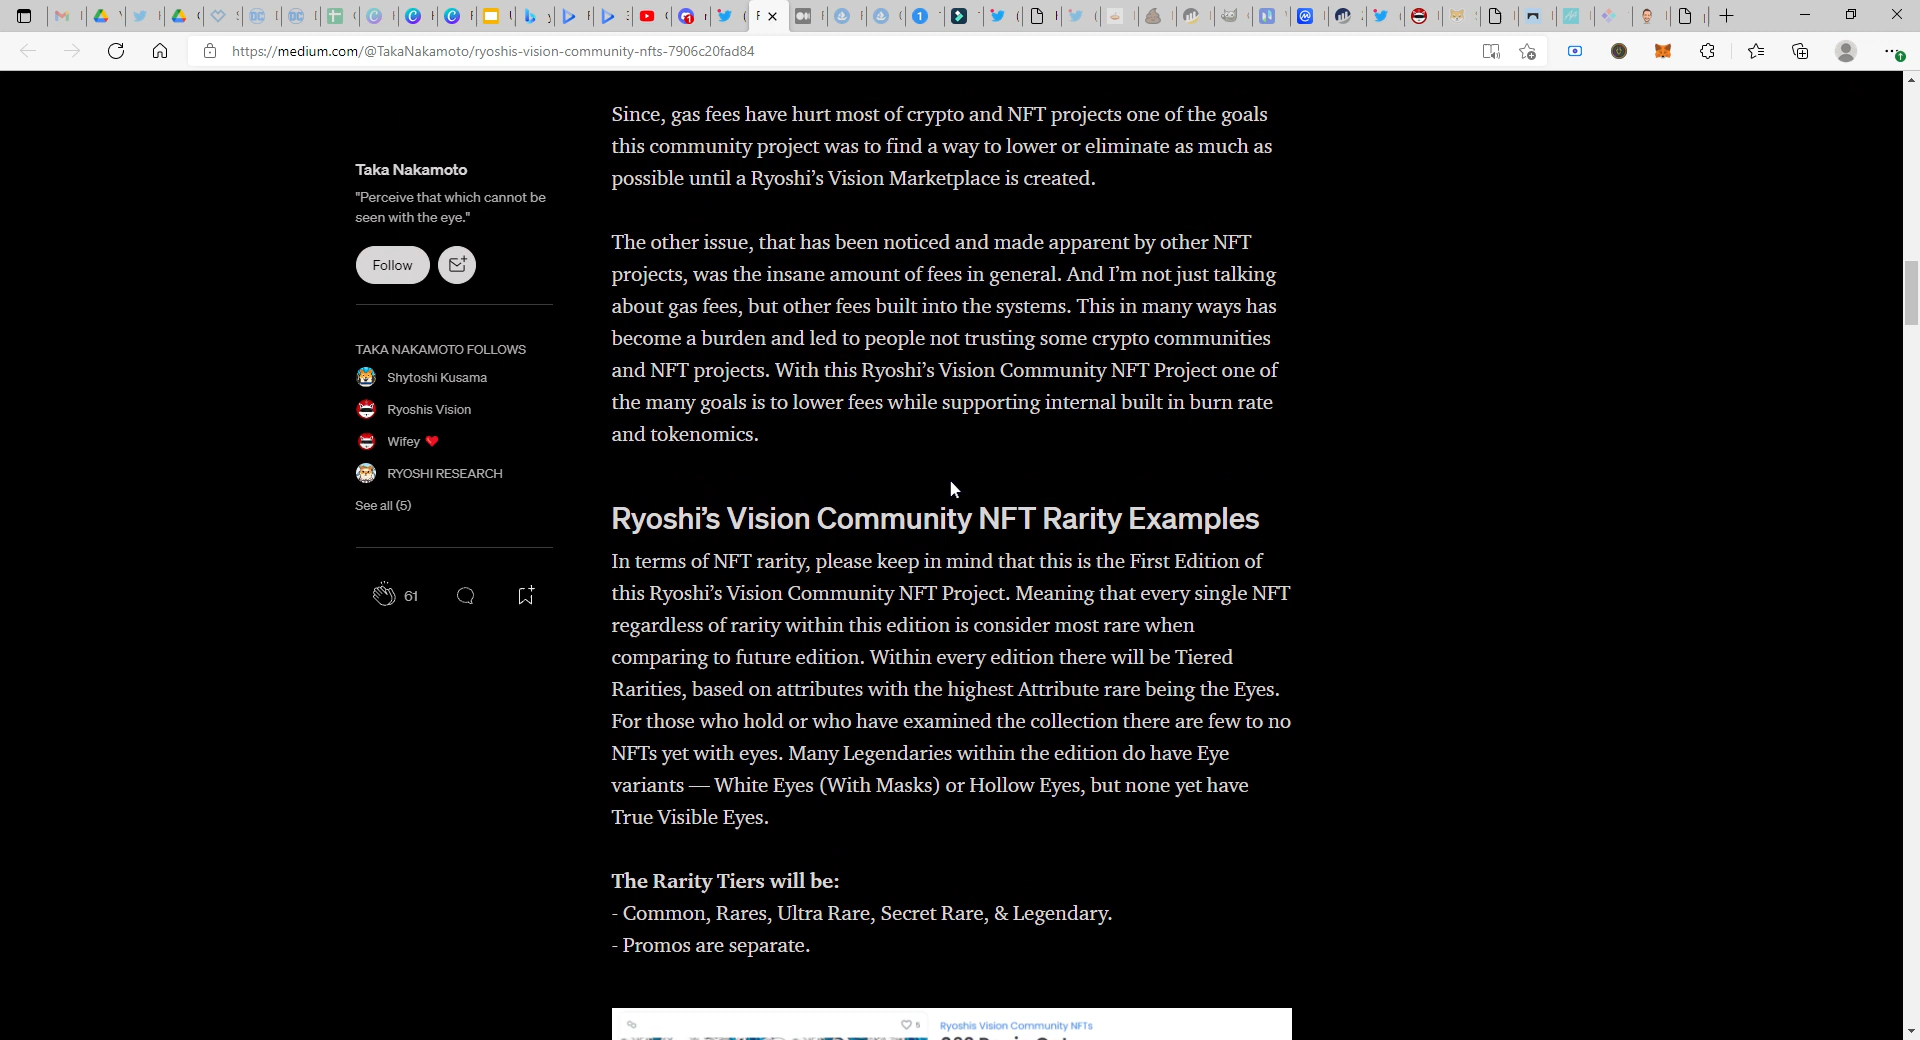 https://medium.com/@TakaNakamoto/ryoshis-vision-community-nfts-7906c20fad84
Taka Nakamoto
"Perceive that which cannot be
seen with the eye."
Follow
TAKA NAKAMOTO FOLLOWS
Shytoshi Kusama
Ryoshis Vision
Wifey ❤
RYOSHI RESEARCH
See all (5)
61
Since, gas fees have hurt most of crypto and NFT projects one of the goals
this community project was to find a way to lower or eliminate as much as
possible until a Ryoshi’s Vision Marketplace is created.
The other issue, that has been noticed and made apparent by other NFT
projects, was the insane amount of fees in general. And I’m not just talking
about gas fees, but other fees built into the systems. This in many ways has
become a burden and led to people not trusting some crypto communities
and NFT projects. With this Ryoshi’s Vision Community NFT Project one of
the many goals is to lower fees while supporting internal built in burn rate
and tokenomics.
Ryoshi’s Vision Community NFT Rarity Examples
In terms of NFT rarity, please keep in mind that this is the First Edition of
this Ryoshi’s Vision Community NFT Project. Meaning that every single NFT
regardless of rarity within this edition is consider most rare when
comparing to future edition. Within every edition there will be Tiered
Rarities, based on attributes with the highest Attribute rare being the Eyes.
For those who hold or who have examined the collection there are few to no
NFTs yet with eyes. Many Legendaries within the edition do have Eye
variants — White Eyes (With Masks) or Hollow Eyes, but none yet have
True Visible Eyes.
The Rarity Tiers will be:
- Common, Rares, Ultra Rare, Secret Rare, & Legendary.
- Promos are separate.
5
Ryoshis Vision Community NFTs